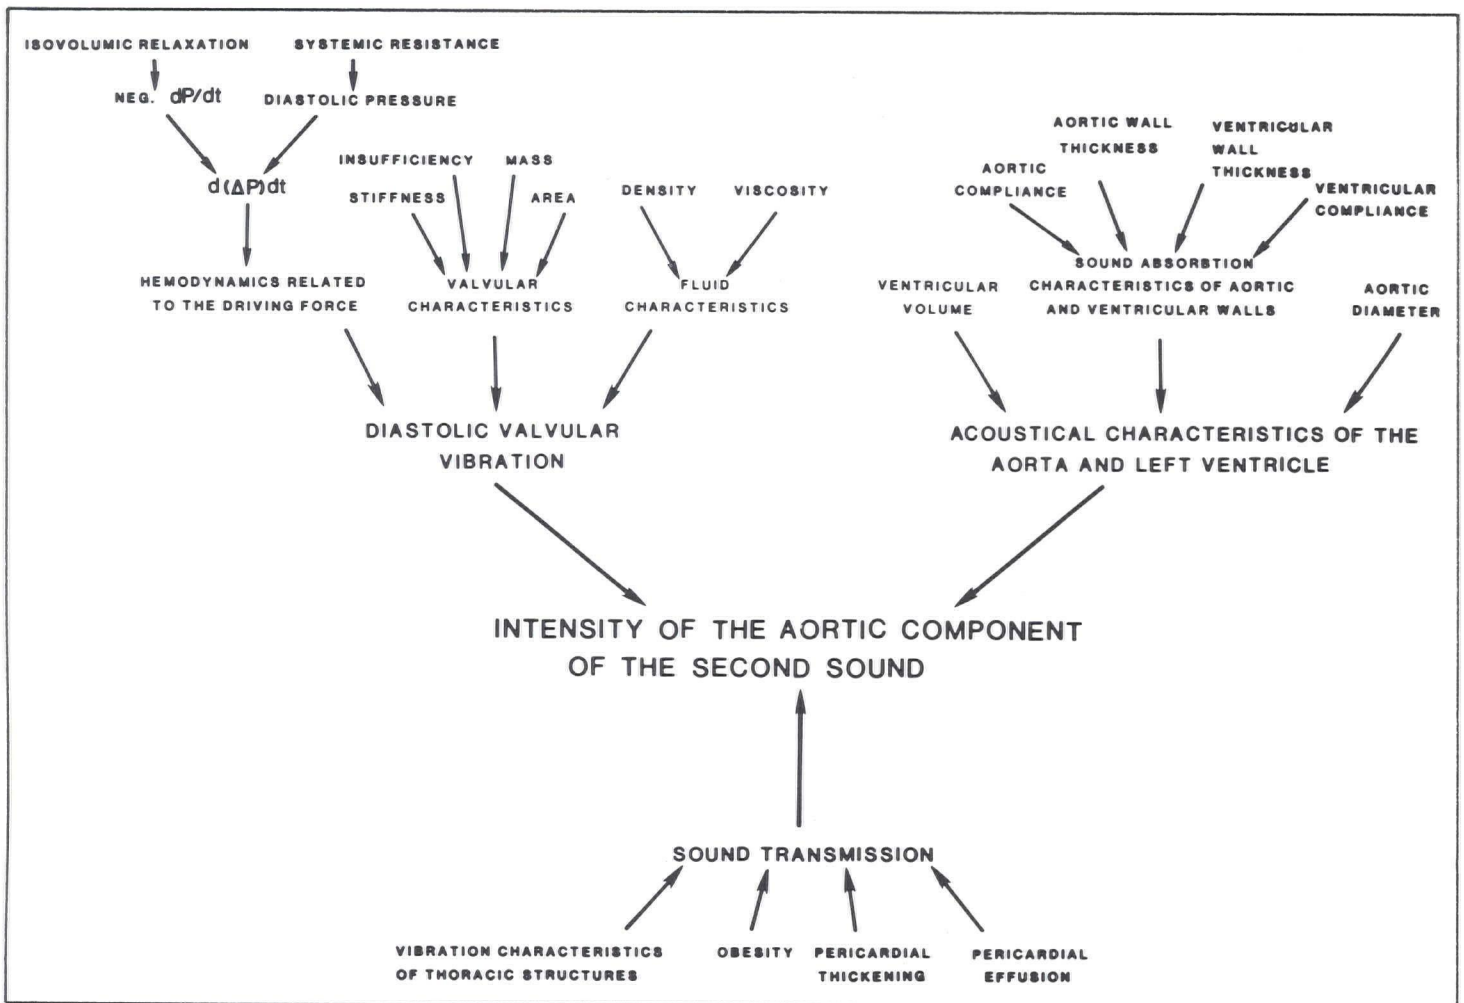 ISOVOLUMIC RELAXATION
SYSTEMIC RESISTANCE
NEG. dP/dt
DIASTOLIC PRESSURE
d(ΔP)dt
INSUFFICIENCY
MASS
STIFFNESS
AREA
DENSITY
VISCOSITY
HEMODYNAMICS RELATED
TO THE DRIVING FORCE
VALVULAR
CHARACTERISTICS
FLUID
CHARACTERISTICS
DIASTOLIC VALVULAR
VIBRATION
AORTIC WALL
THICKNESS
VENTRICULAR
WALL
THICKNESS
AORTIC
COMPLIANCE
VENTRICULAR
COMPLIANCE
VENTRICULAR
VOLUME
SOUND ABSORBTION
CHARACTERISTICS OF AORTIC
AND VENTRICULAR WALLS
AORTIC
DIAMETER
ACOUSTICAL CHARACTERISTICS OF THE
AORTA AND LEFT VENTRICLE
INTENSITY OF THE AORTIC COMPONENT
OF THE SECOND SOUND
SOUND TRANSMISSION
VIBRATION CHARACTERISTICS
OF THORACIC STRUCTURES
OBESITY
PERICARDIAL
THICKENING
PERICARDIAL
EFFUSION